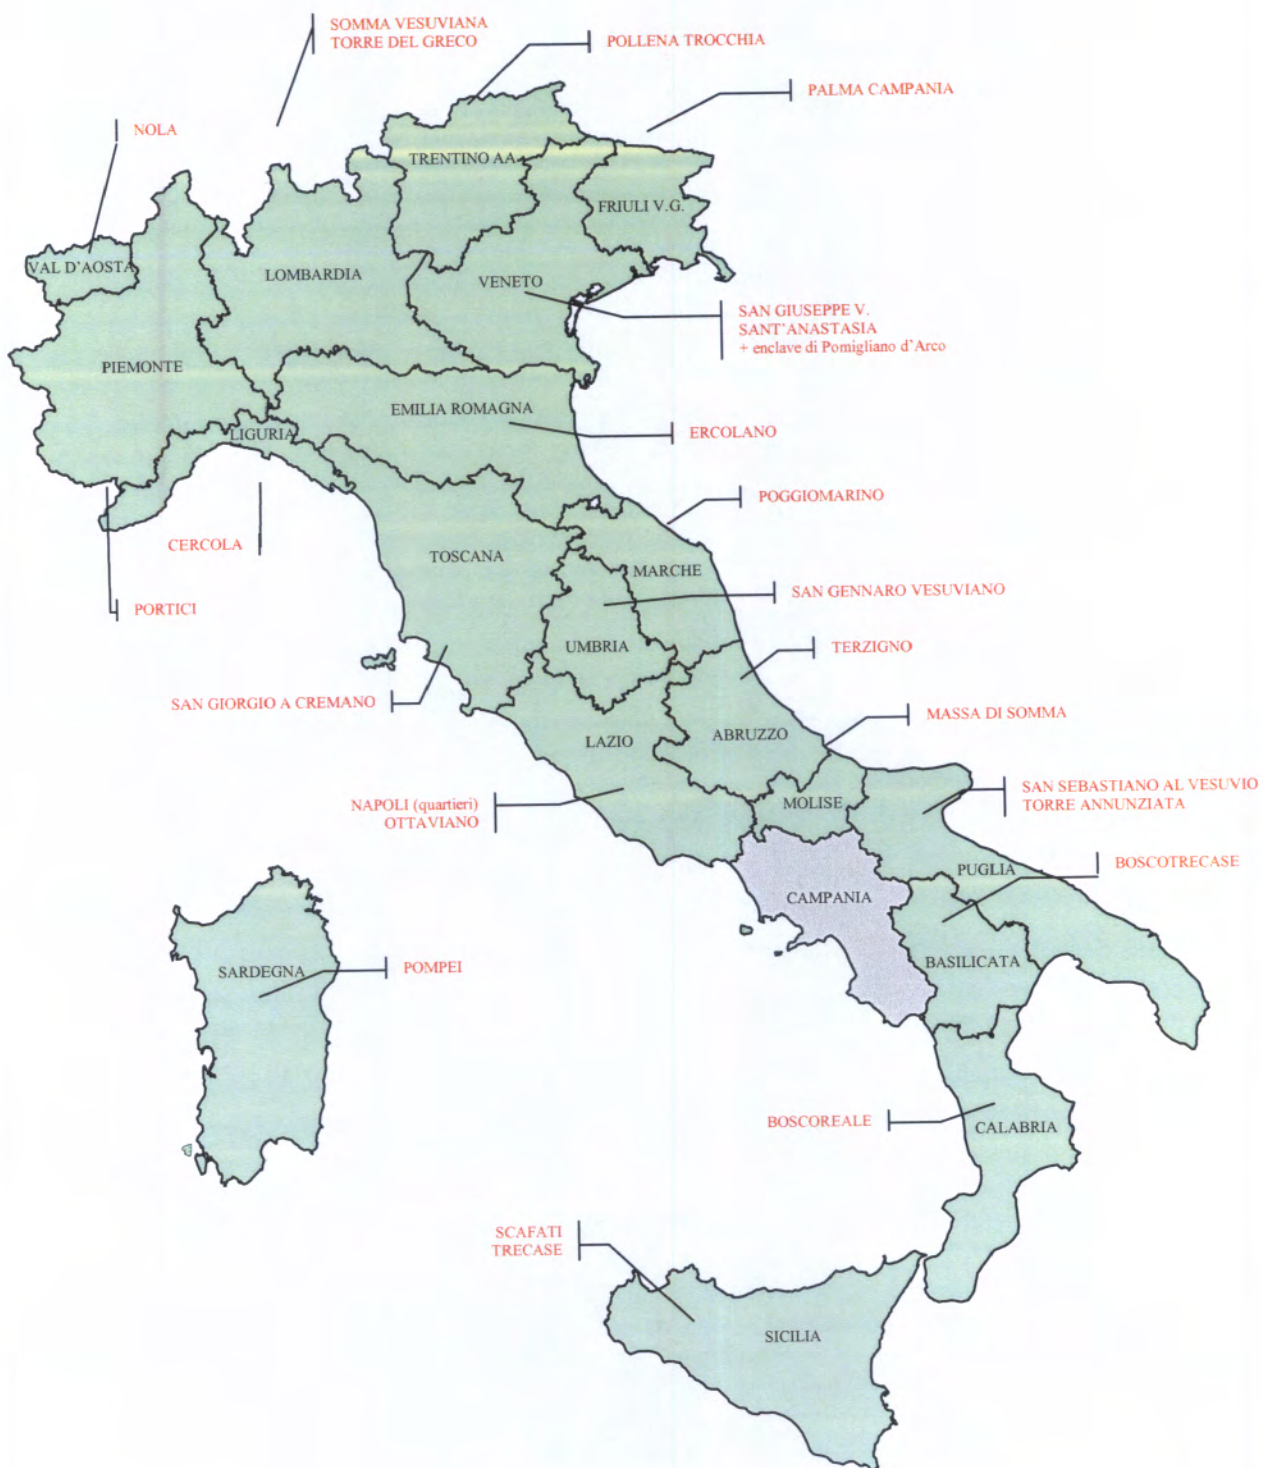 SOMMA VESUVIANA
TORRE DEL GRECO
POLLENA TROCCHIA
PALMA CAMPANIA
NOLA
TRENTINO AA.
FRIULI V.G.
VAL D'AOSTA
LOMBARDIA
VENETO
SAN GIUSEPPE V.
SANT'ANASTASIA
+ enclave di Pomigliano d'Arco
PIEMONTE
EMILIA ROMAGNA
LIGURIA
ERCOLANO
POGGIOMARINO
CERCOLA
TOSCANA
MARCHE
SAN GENNARO VESUVIANO
PORTICI
UMBRIA
TERZIGNO
SAN GIORGIO A CREMANO
MASSA DI SOMMA
LAZIO
ABRUZZO
NAPOLI (quartieri)
OTTAVIANO
MOLISE
SAN SEBASTIANO AL VESUVIO
TORRE ANNUNZIATA
PUGLIA
BOSCOTRECASE
CAMPANIA
BASILICATA
SARDEGNA
POMPEI
BOSCOREALE
CALABRIA
SCAFATI
TRECASE
SICILIA